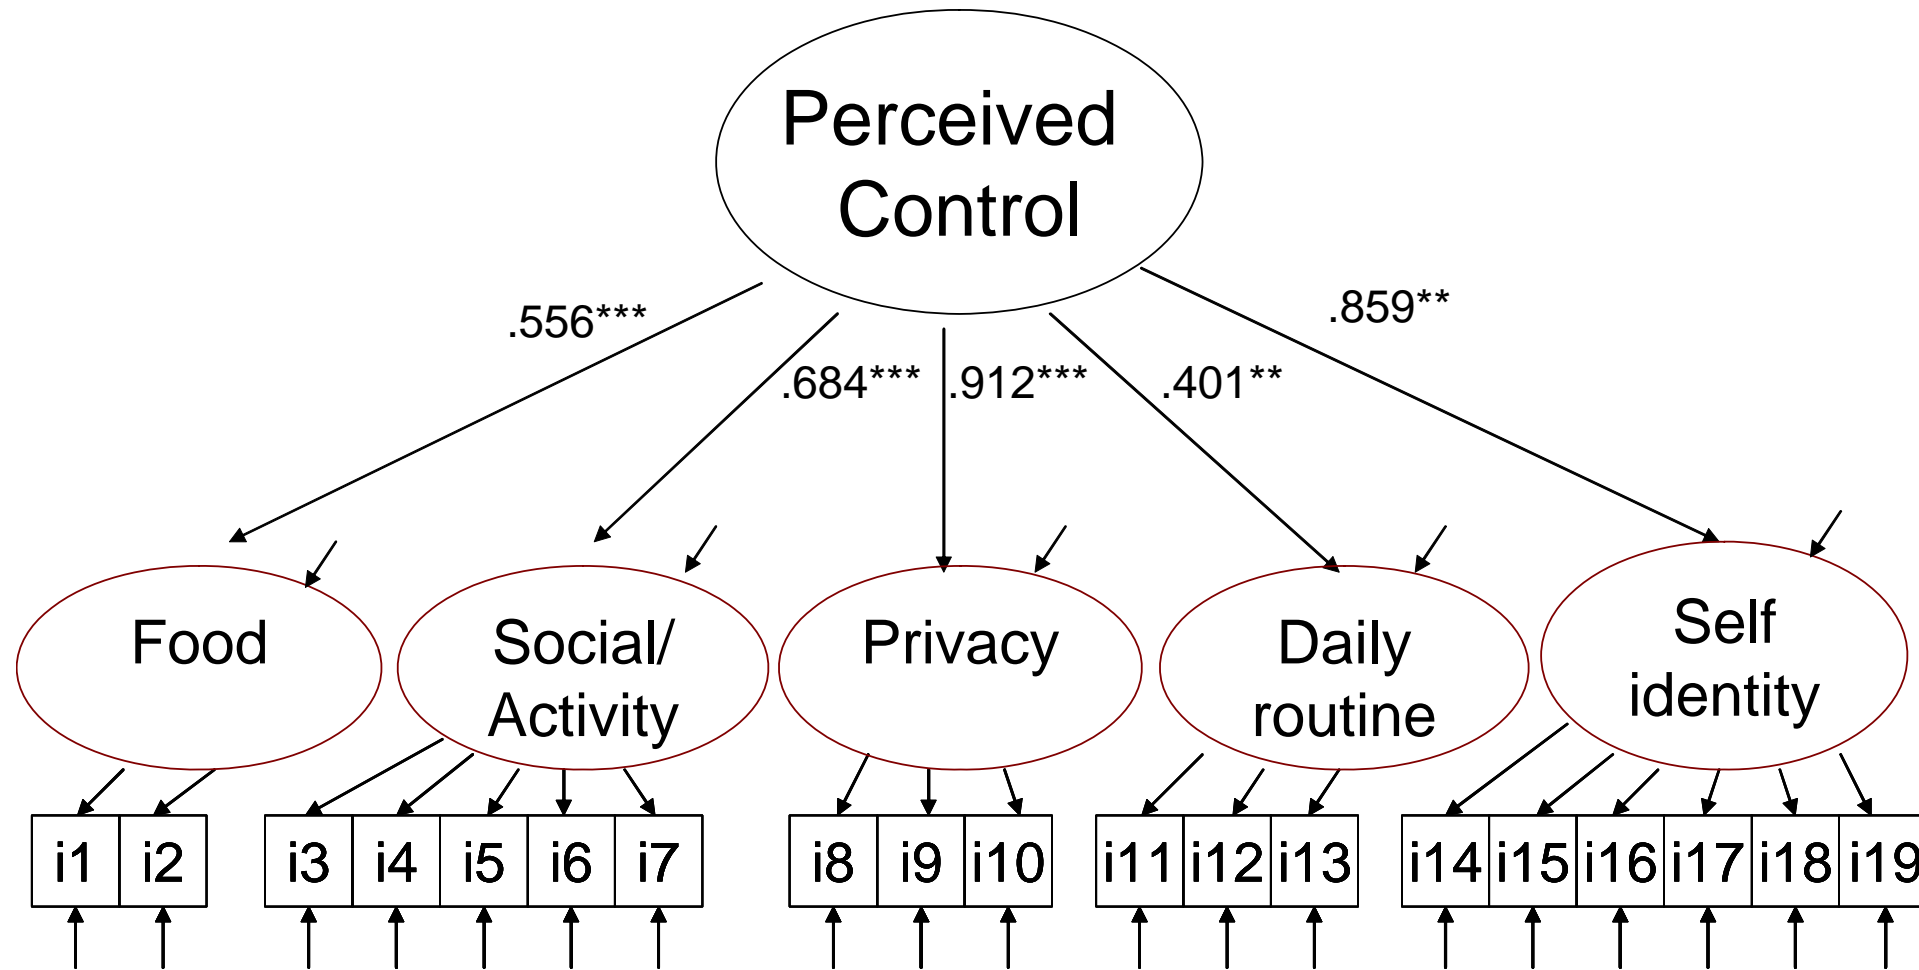 Perceived
Control
.556***
.859**
.684***
.912***
.401**
Food
Social/
Activity
Privacy
Daily
routine
Self
identity
i1 i2 i3 i4 i5 i6 i7 i8 i9 i10 i11 i12 i13 i14 i15 i16 i17 i18 i19